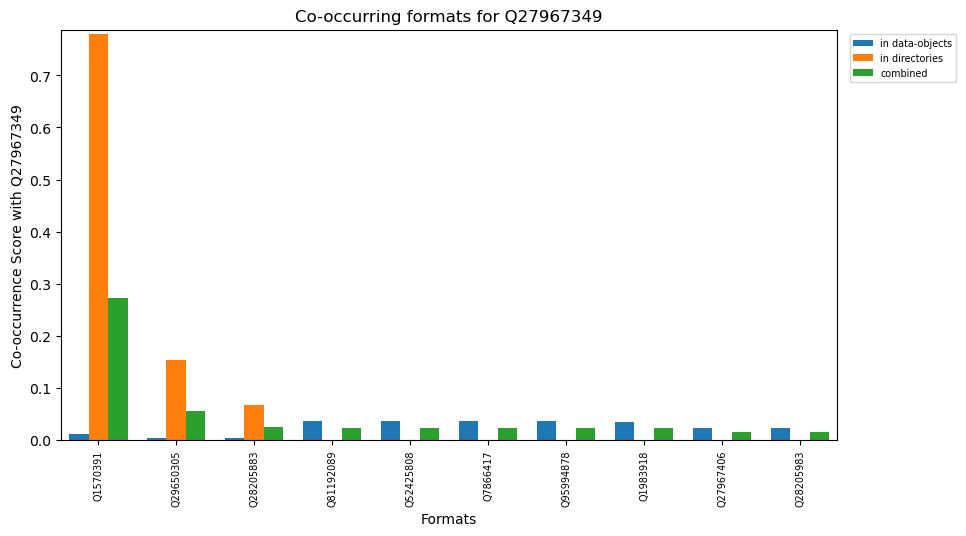 Co-occurring formats for Q27967349
in data-objects
in directories
combined
Co-occurrence Score with Q27967349
0.7
0.6
0.5
0.4
0.3
0.2
0.1
0.0
Q1570391
Q29650305
Q28205883
Q81192089
Q52425808
Q7866417
Q95994878
Q1983918
Q27967406
Q28205983
Formats